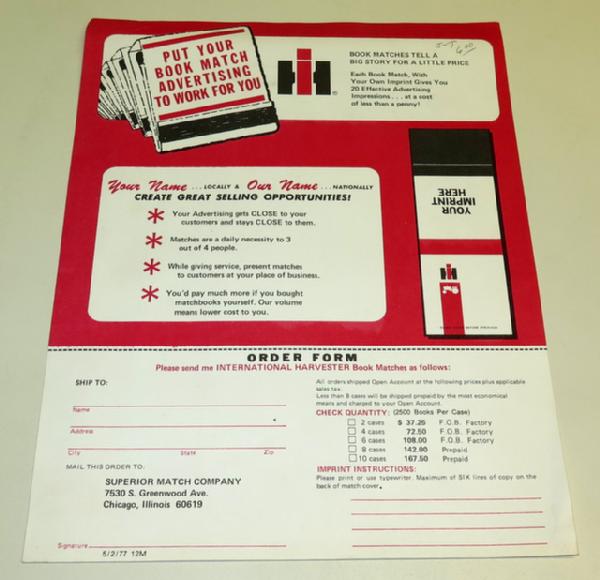 PUT YOUR
BOOK MATCH
ADVERTISING
TO WORK FOR YOU
®
BOOK MATCHES TELL A
BIG STORY FOR A LITTLE PRICE
Each Book Match, With
Your Own Imprint Gives You
20 Effective Advertising
Impressions . . . at a cost
of less than a penny!
YOUR
IMPRINT
HERE
Your Name ... LOCALLY & Our Name ... NATIONALLY
CREATE GREAT SELLING OPPORTUNITIES!
* Your Advertising gets CLOSE to your
customers and stays CLOSE to them.
* Matches are a daily necessity to 3
out of 4 people.
* While giving service, present matches
to customers at your place of business.
* You'd pay much more if you bought
matchbooks yourself. Our volume
means lower cost to you.
ORDER FORM
Please send me INTERNATIONAL HARVESTER Book Matches as follows:
SHIP TO:
Name
Address
City State Zip
MAIL THIS ORDER TO:
SUPERIOR MATCH COMPANY
7530 S. Greenwood Ave.
Chicago, Illinois 60619
Signature
5/2/77 12M
All orders shipped Open Account at the following prices plus applicable
sales tax.
Less than 8 cases will be shipped prepaid by the most economical
means and charged to your Open Account.
CHECK QUANTITY: (2500 Books Per Case)
2 cases $ 37.25 F.O.B. Factory
4 cases 72.50 F.O.B. Factory
6 cases 108.00 F.O.B. Factory
8 cases 142.80 Prepaid
10 cases 167.50 Prepaid
IMPRINT INSTRUCTIONS:
Please print or use typewriter. Maximum of SIX lines of copy on the
back of match cover.